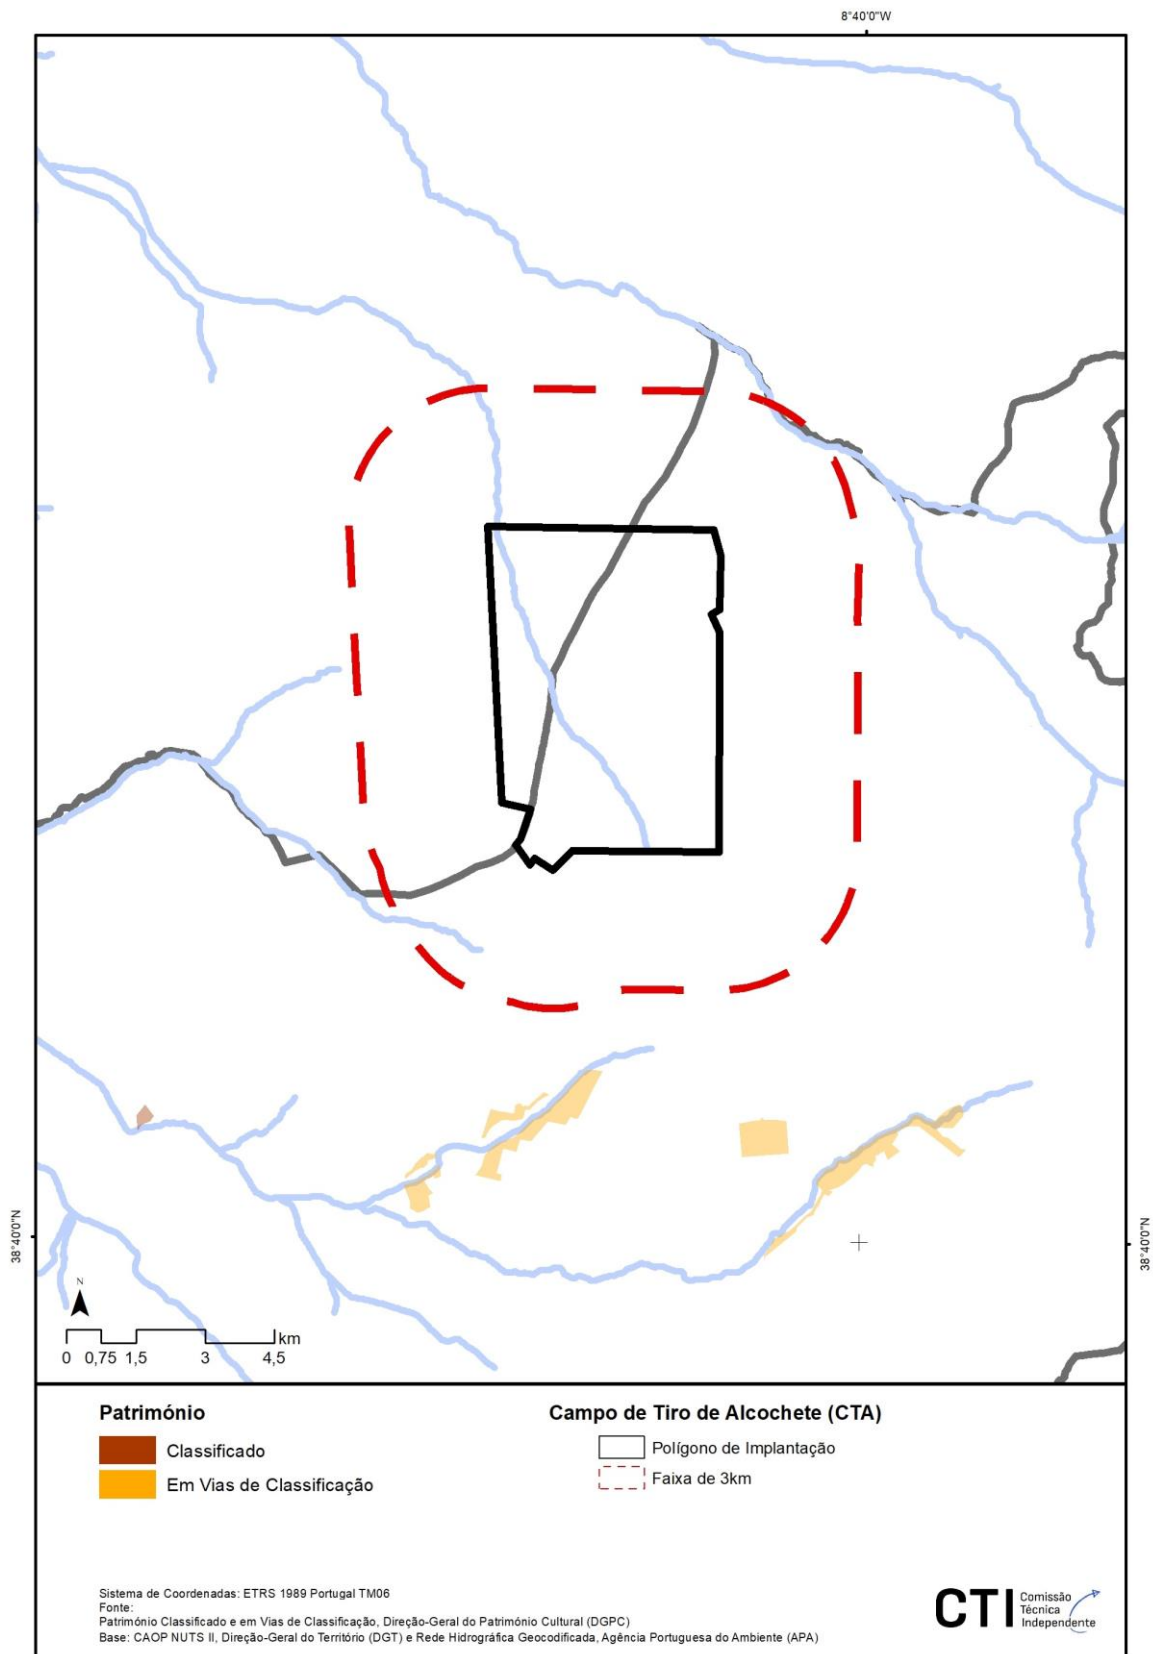 8°40'0"W
38°40'0"N
38°40'0"N
N
km
0 0,75 1,5 3 4,5
Património
Classificado
Em Vias de Classificação
Campo de Tiro de Alcochete (CTA)
Polígono de Implantação
Faixa de 3km
Sistema de Coordenadas: ETRS 1989 Portugal TM06
Fonte:
Património Classificado e em Vias de Classificação, Direção-Geral do Património Cultural (DGPC)
Base: CAOP NUTS II, Direção-Geral do Território (DGT) e Rede Hidrográfica Geocodificada, Agência Portuguesa do Ambiente (APA)
CTI
Comissão
Técnica
Independente